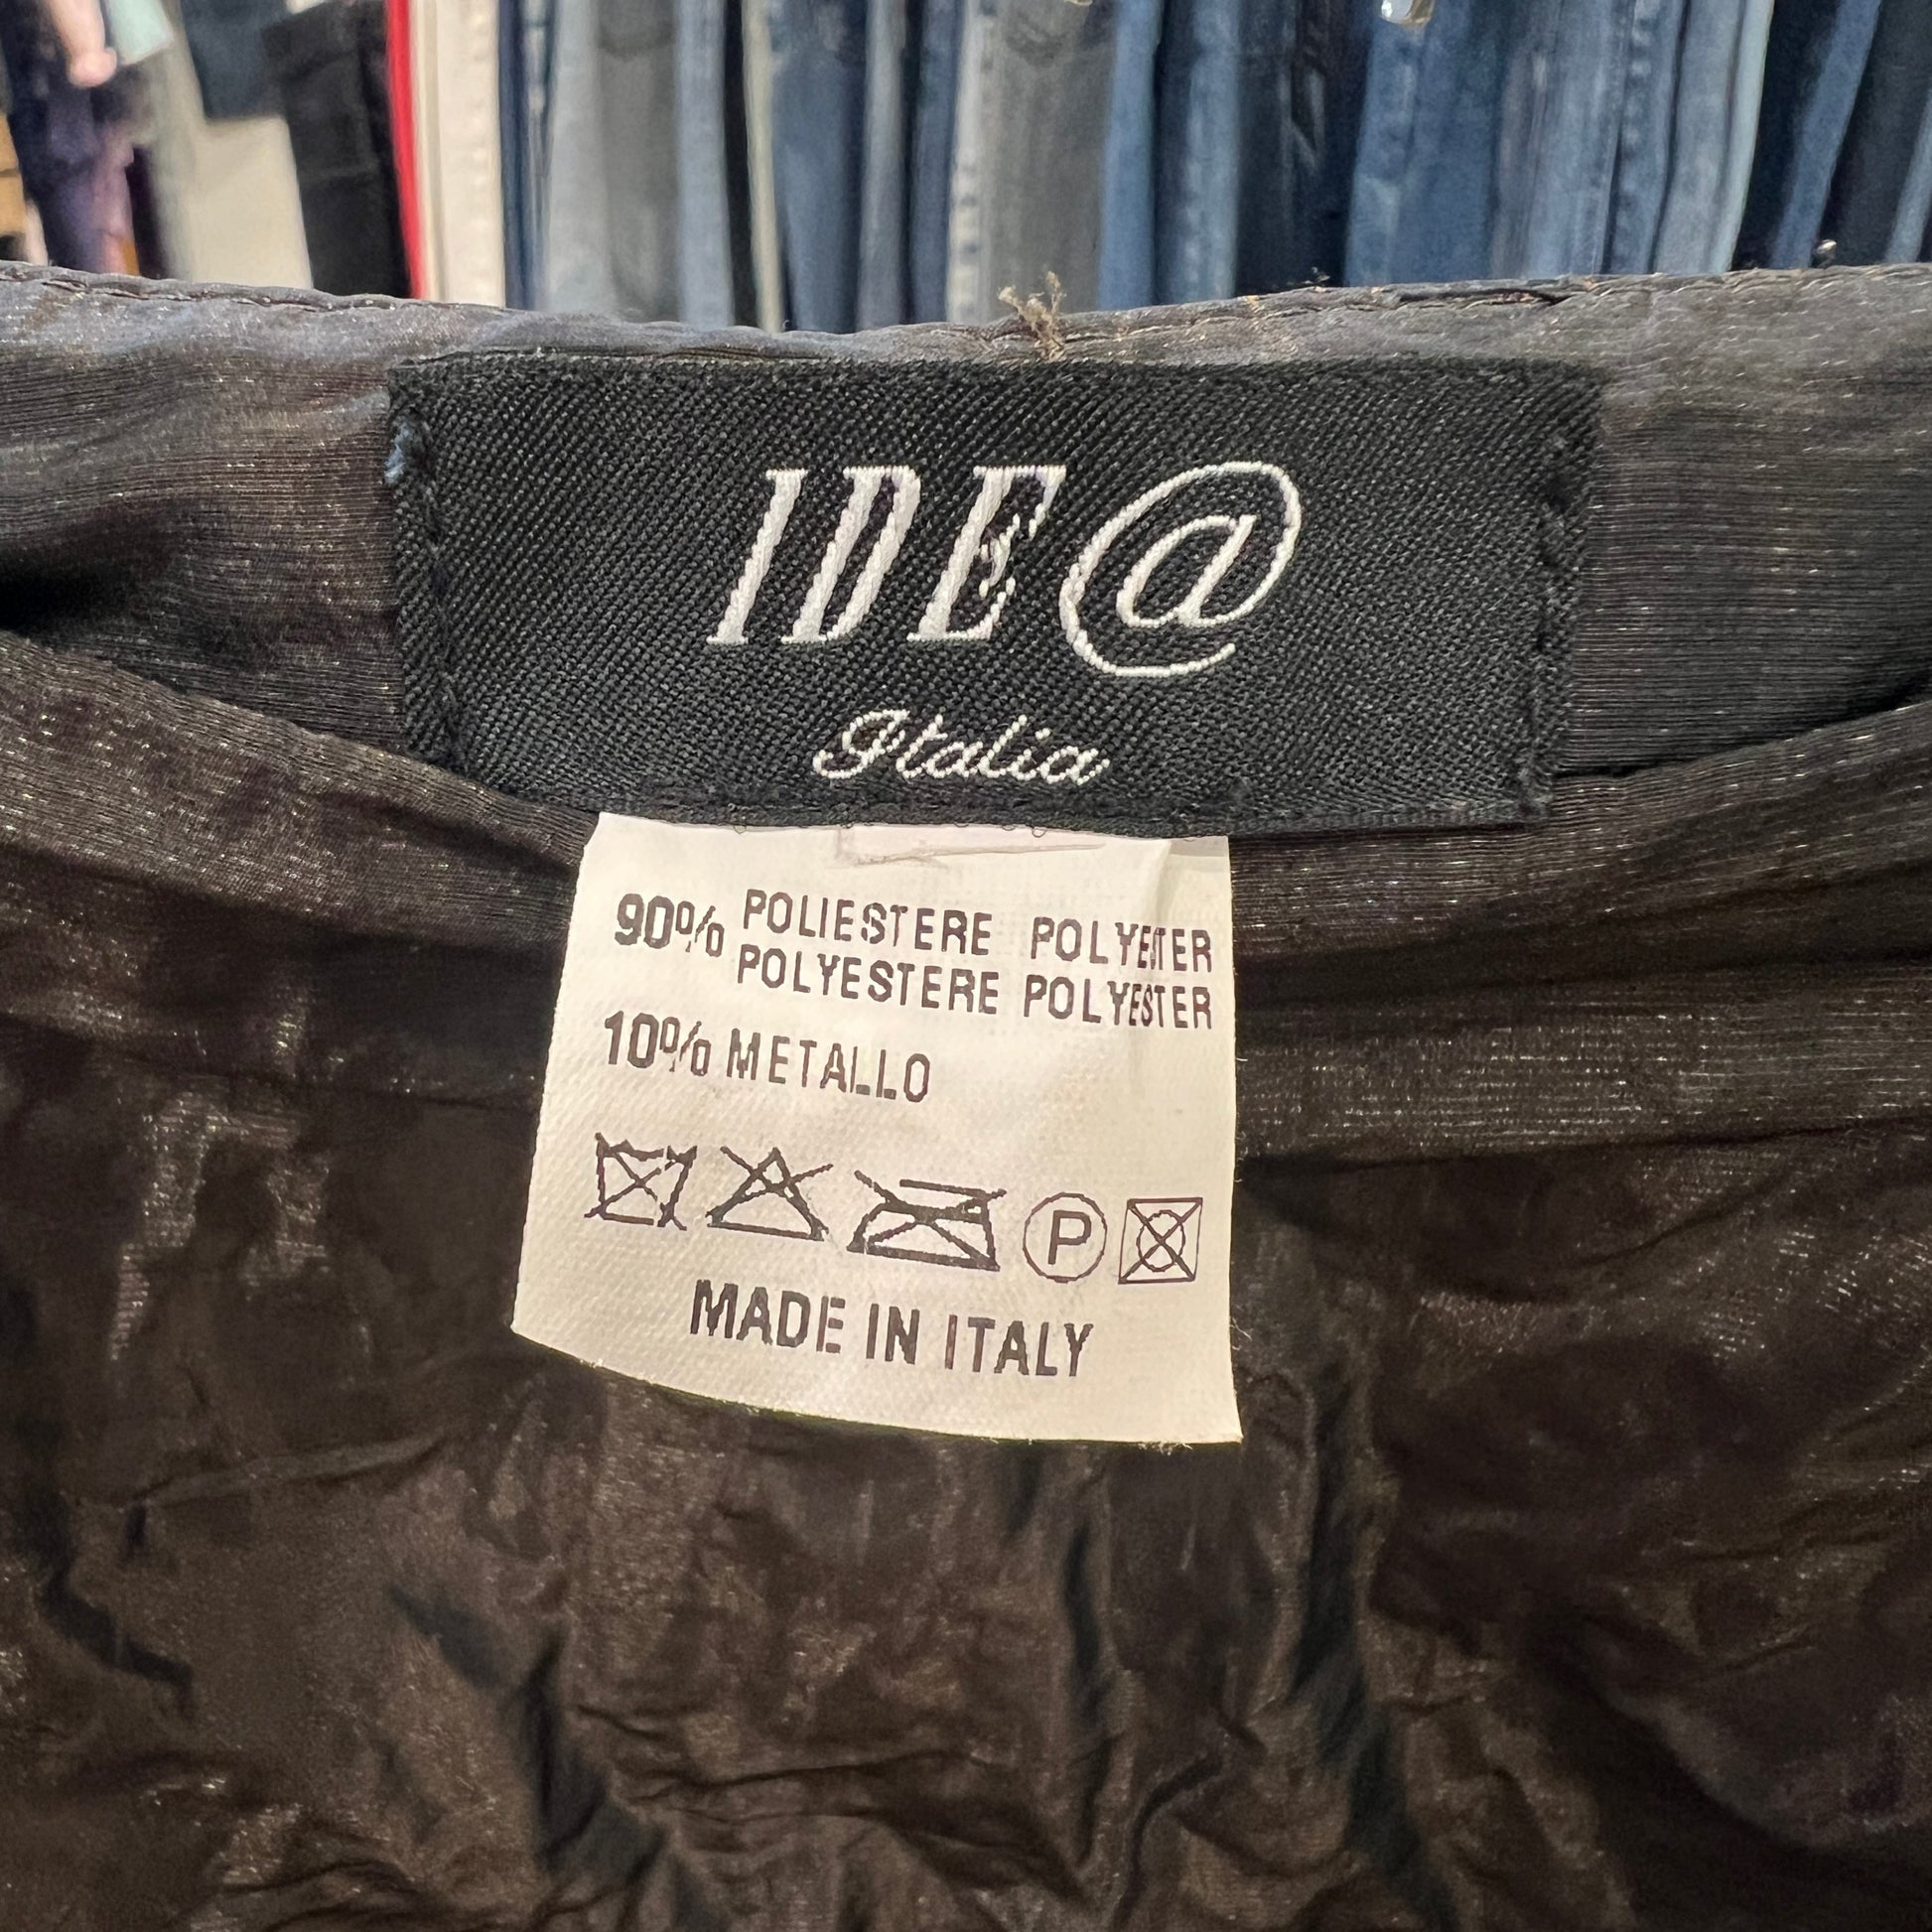 IDE@
Italia
90% POLIESTERE POLYESTER
POLYESTERE POLYESTER
10% METALLO
P
MADE IN ITALY